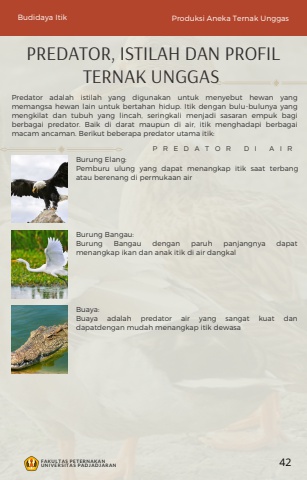 Budidaya Itik
Produksi Aneka Ternak Unggas
PREDATOR, ISTILAH DAN PROFIL
TERNAK UNGGAS
Predator adalah istilah yang digunakan untuk menyebut hewan yang
memangsa hewan lain untuk bertahan hidup. Itik dengan bulu-bulunya yang
mengkilat dan tubuh yang lincah, seringkali menjadi sasaran empuk bagi
berbagai predator. Baik di darat maupun di air, itik menghadapi berbagai
macam ancaman. Berikut beberapa predator utama itik:
PREDATOR DI AIR
Burung Elang:
Pemburu ulung yang dapat menangkap itik saat terbang
atau berenang di permukaan air
Burung Bangau:
Burung Bangau dengan paruh panjangnya dapat
menangkap ikan dan anak itik di air dangkal
Buaya:
Buaya adalah predator air yang sangat kuat dan
dapatdengan mudah menangkap itik dewasa
FAKULTAS PETERNAKAN
UNIVERSITAS PADJADJARAN
42